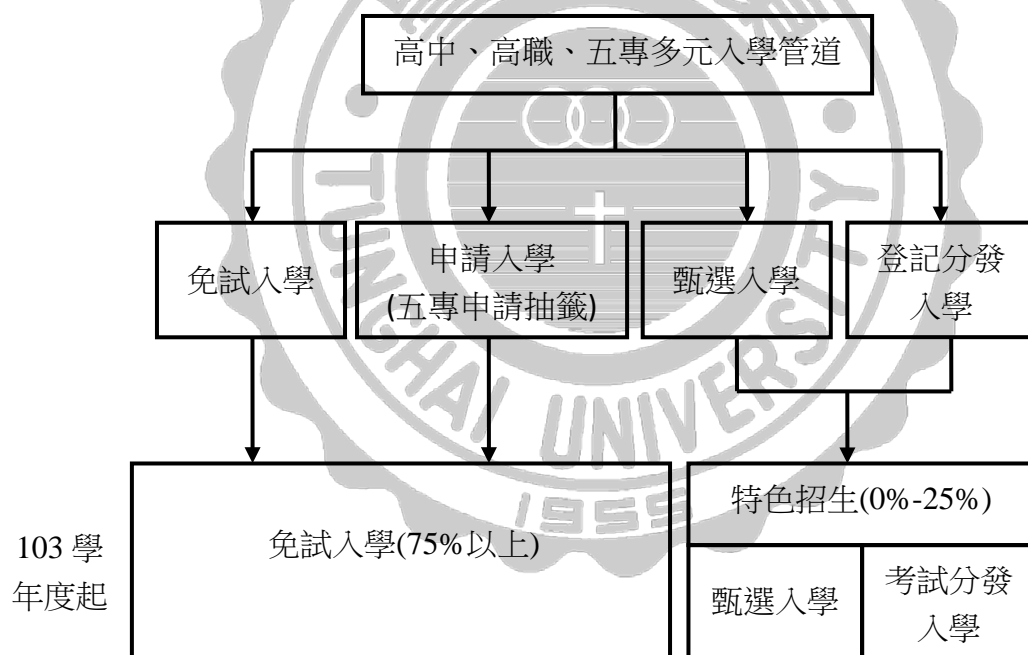 高中、高職、五專多元入學管道
免試入學
申請入學
(五專申請抽籤)
甄選入學
登記分發
入學
TUNGHAI UNIVERSITY
1955
103 學
年度起
免試入學(75%以上)
特色招生(0%-25%)
甄選入學
考試分發
入學